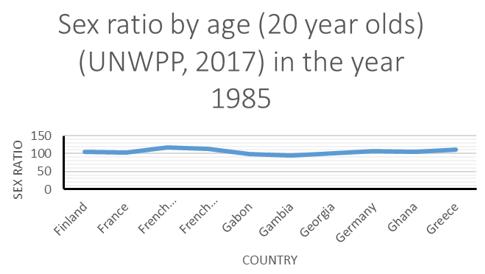 Sex ratio by age (20 year olds)
(UNWPP, 2017) in the year
1985
SEX RATIO
150
100
50
0
Finland
France
French...
French...
Gabon
Gambia
Georgia
Germany
Ghana
Greece
COUNTRY